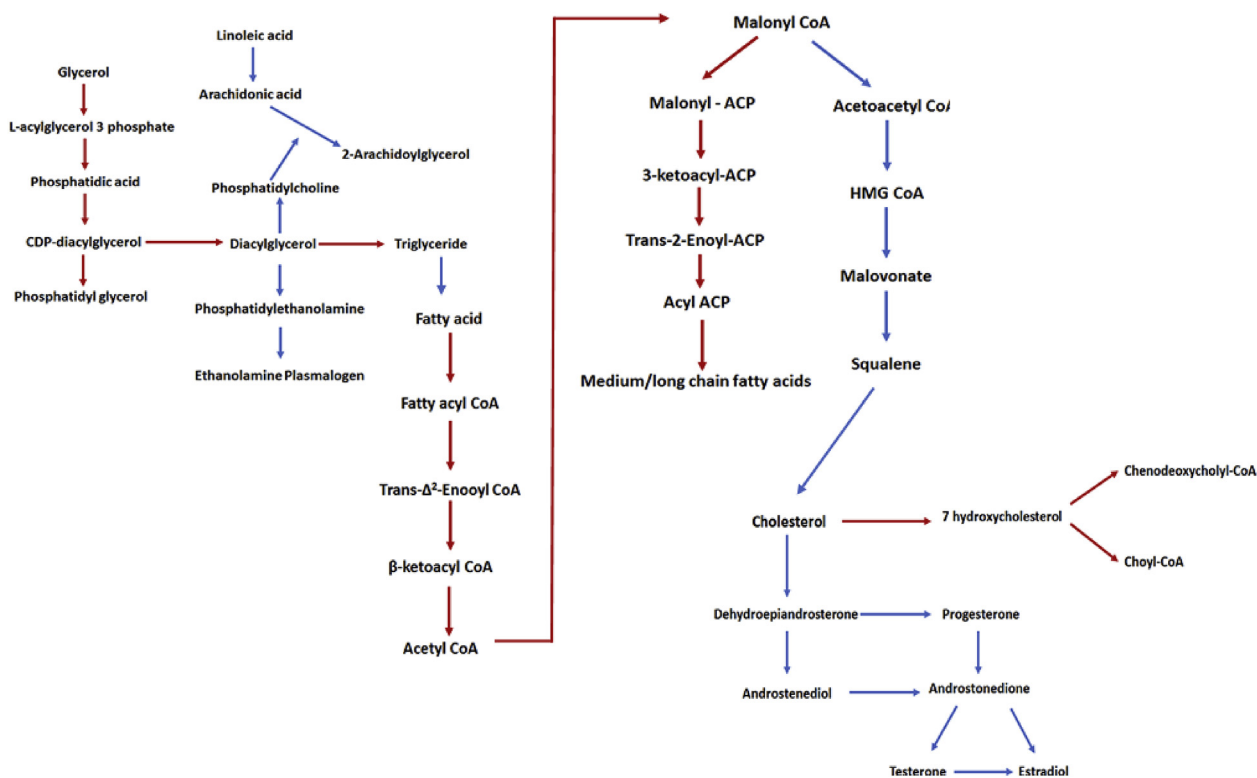 Glycerol
L-acylglycerol 3 phosphate
Phosphatidic acid
CDP-diacylglycerol
Phosphatidyl glycerol
Linoleic acid
Arachidonic acid
2-Arachidoylglycerol
Phosphatidylcholine
Diacylglycerol
Phosphatidylethanolamine
Ethanolamine Plasmalogen
Triglyceride
Fatty acid
Fatty acyl CoA
Trans-Δ²-Enooyl CoA
β-ketoacyl CoA
Acetyl CoA
Malonyl CoA
Malonyl - ACP
3-ketoacyl-ACP
Trans-2-Enoyl-ACP
Acyl ACP
Medium/long chain fatty acids
Acetoacetyl CoA
HMG CoA
Malovonate
Squalene
Cholesterol
7 hydroxycholesterol
Chenodeoxycholyl-CoA
Choyl-CoA
Dehydroepiandrosterone
Progesterone
Androstenediol
Androstonedione
Testerone
Estradiol